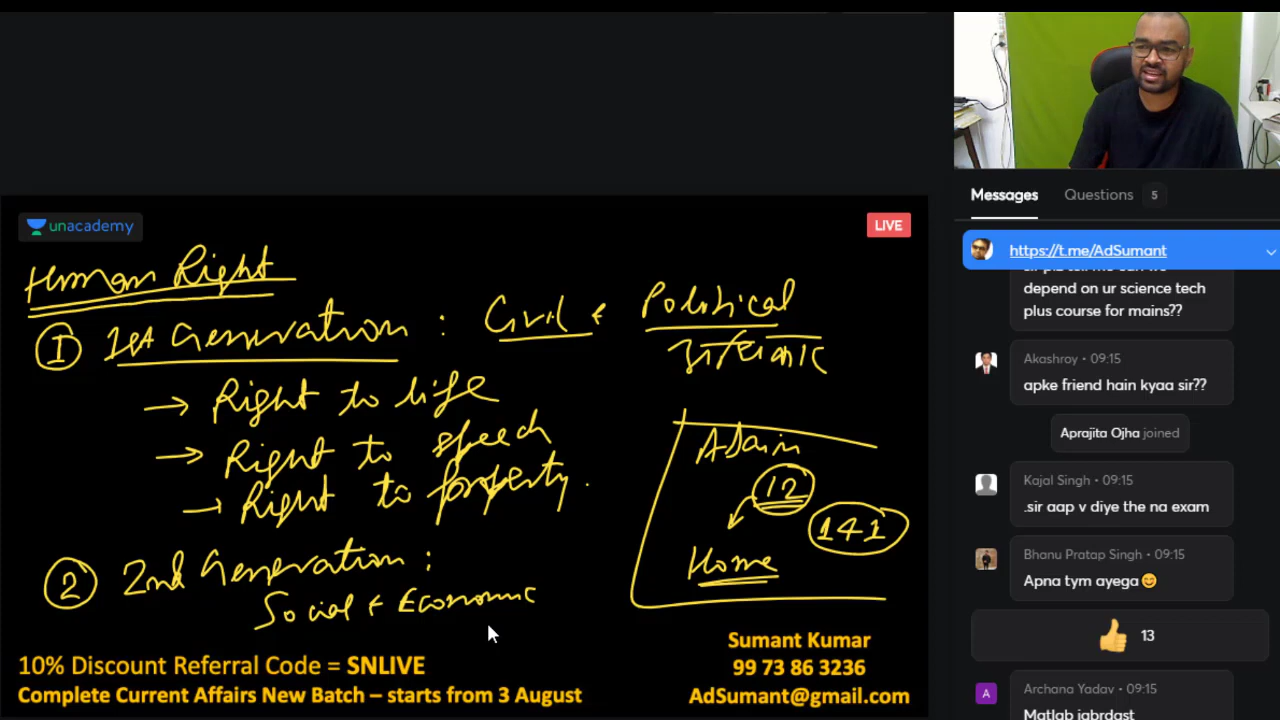 unacademy
LIVE
Human Right
① 1st Generation : Civil & Political
→ Right to life
→ Right to speech
→ Right to property.
12
141
Home
② 2nd Generation :
Social & Economic
10% Discount Referral Code = SNLIVE
Complete Current Affairs New Batch – starts from 3 August
Sumant Kumar
99 73 86 3236
AdSumant@gmail.com
Messages
Questions 5
https://t.me/AdSumant
depend on ur science tech
plus course for mains??
Akashroy • 09:15
apke friend hain kyaa sir??
Aprajita Ojha joined
Kajal Singh • 09:15
.sir aap v diye the na exam
Bhanu Pratap Singh • 09:15
Apna tym ayega😊
👍 13
A
Archana Yadav • 09:15
Matlab jabrdast